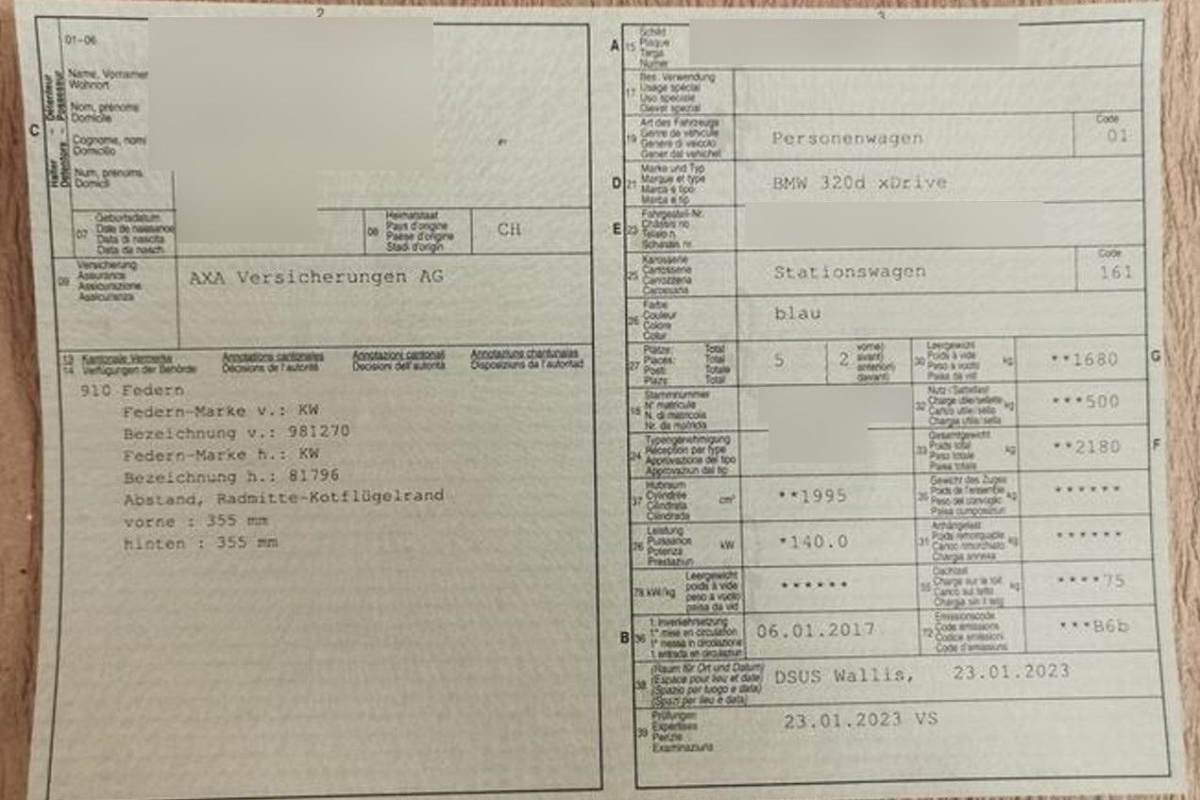 2
01-06
C
Halter - Détenteur
Detentore - Possessur
Name, Vornamen
Wohnort
Nom, prénoms
Domicile
Cognome, nomi
Domicilio
Num, prenoms
Domicil
07
Geburtsdatum
Date de naissance
Data di nascita
Data da nasch.
08
Heimatstaat
Pays d'origine
Paese d'origine
Stadi d'origin
CH
09
Versicherung
Assurance
Assicurazione
Assicuranza
AXA Versicherungen AG
13
14
Kantonale Vermerke
Verfügungen der Behörde
Annotations cantonales
Décisions de l'autorité
Annotazioni cantonali
Decisioni dell'autorità
Annotaziuns chantunalas
Disposiziuns da l'autoritad
910 Federn
Federn-Marke v.: KW
Bezeichnung v.: 981270
Federn-Marke h.: KW
Bezeichnung h.: 81796
Abstand, Radmitte-Kotflügelrand
vorne : 355 mm
hinten : 355 mm
3
A
15
Schild
Plaque
Targa
Numer
17
Bes. Verwendung
Usage spécial
Uso speciale
Diever spezial
19
Art des Fahrzeugs
Genre de véhicule
Genere di veicolo
Gener dal vehichel
Personenwagen
Code
01
D
21
Marke und Typ
Marque et type
Marca e tipo
Marca e tip
BMW 320d xDrive
E
23
Fahrgestell-Nr.
Châssis no
Telaio n.
Schassis nr.
25
Karosserie
Carrosserie
Carrozzeria
Carossaria
Stationswagen
Code
161
26
Farbe
Couleur
Colore
Colur
blau
27
Plätze: Total
Places: Total
Posti: Totale
Plazs: Total
5
2
vorne)
avant)
anteriori)
davant)
30
Leergewicht
Poids à vide
Peso a vuoto
Paisa da vid
kg
**1680
G
18
Stammnummer
N° matricule
N. di matricola
Nr. da matricla
32
Nutz-/Sattellast
Charge utile/sellette
Carico utile/sella
Chargia utila/sella
kg
***500
24
Typengenehmigung
Réception par type
Approvazione del tipo
Approvaziun dal tip
33
Gesamtgewicht
Poids total
Peso totale
Paisa totala
kg
**2180
F
37
Hubraum
Cylindrée
Cilindrata
Cilindrada
cm³
**1995
35
Gewicht des Zuges
Poids de l'ensemble
Peso del convoglio
Paisa cumposiziun
kg
******
76
Leistung
Puissance
Potenza
Prestaziun
kW
*140.0
31
Anhängelast
Poids remorquable
Carico rimorchiato
Chargia annexa
kg
******
78 kW/kg
Leergewicht
poids à vide
peso a vuoto
paisa da vid
******
55
Dachlast
Charge sur le toit
Carico sul tetto
Chargia sin il tetg
kg
****75
B
36
1. Inverkehrsetzung
1re mise en circulation
1a messa in circolazione
1. entrada en circulaziun
06.01.2017
72
Emissionscode
Code émissions
Codice emissioni
Code d'emissiuns
***B6b
38
(Raum für Ort und Datum)
(Espace pour lieu et date)
(Spazio per luogo e data)
(Spazi per lieu e data)
DSUS Wallis, 23.01.2023
39
Prüfungen
Expertises
Perizie
Examinaziuns
23.01.2023 VS